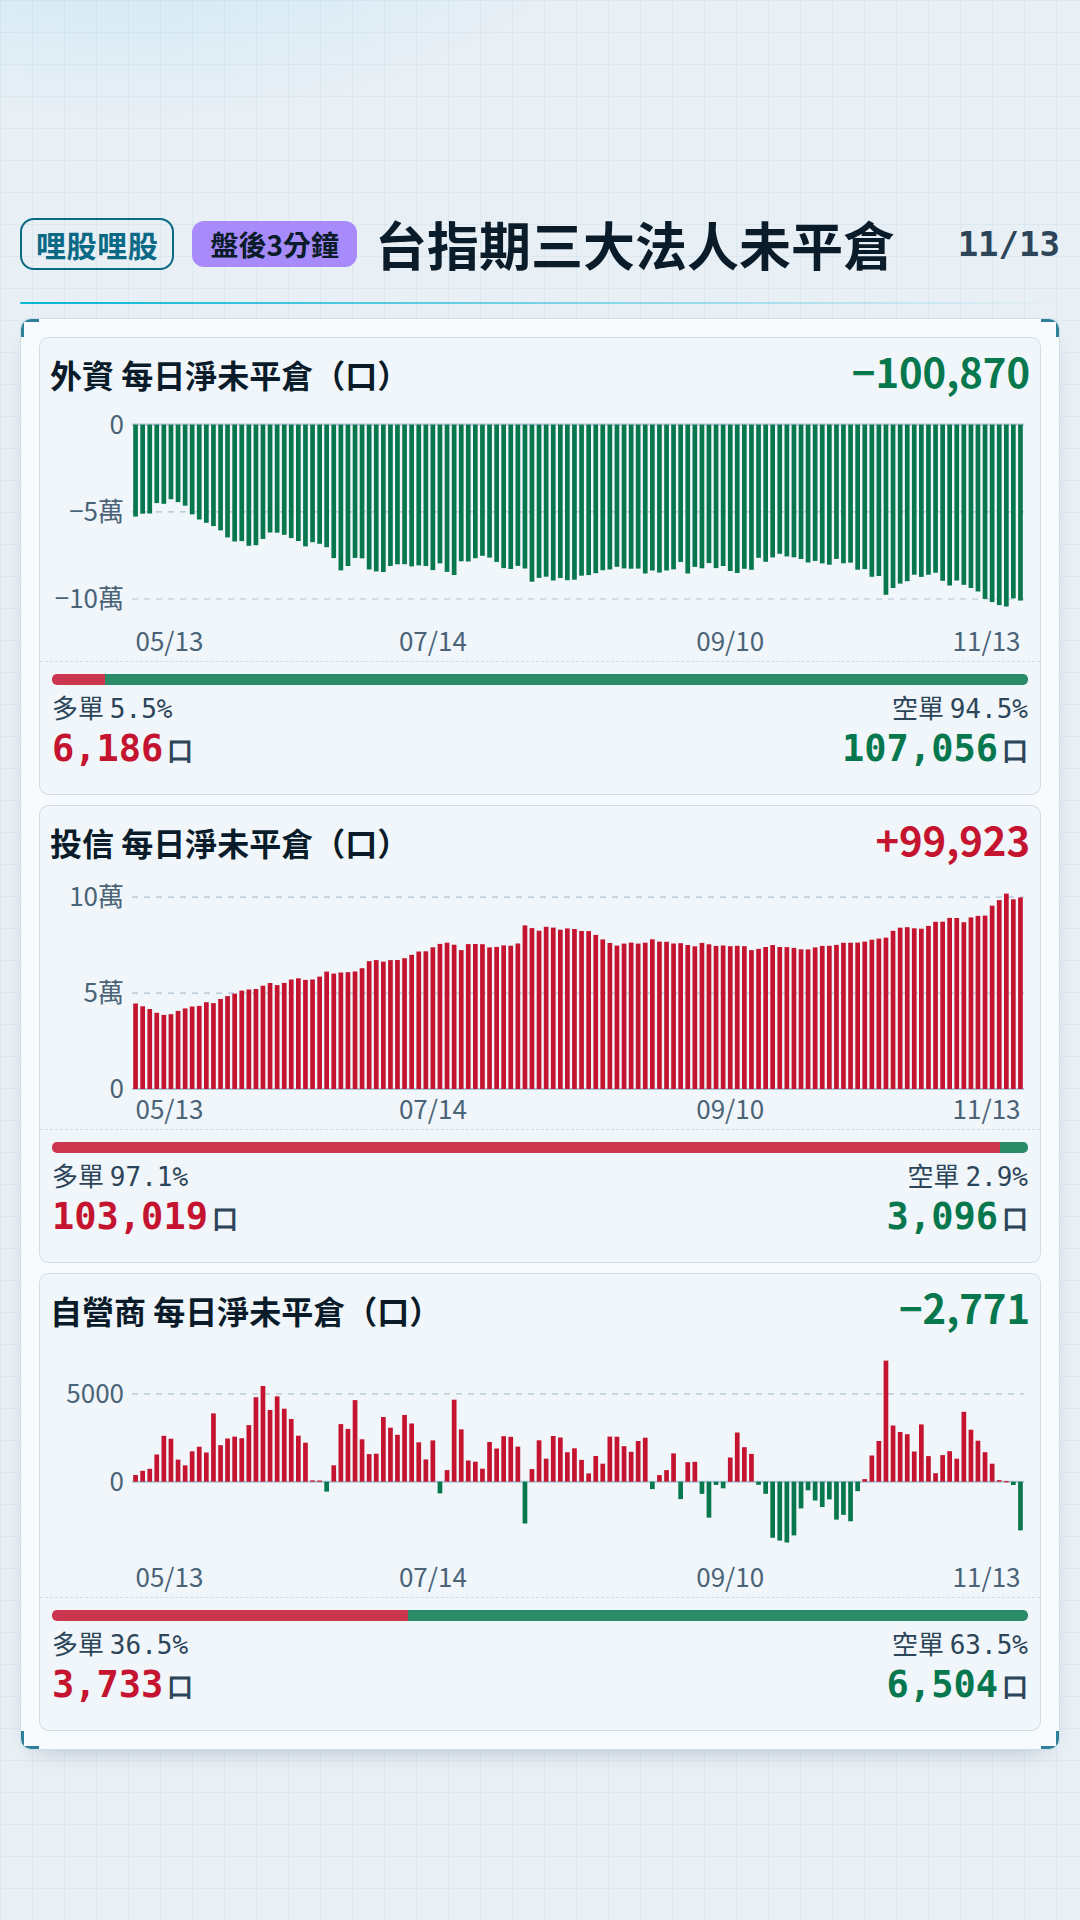 哩股哩股 盤後3分鐘 台指期三大法人未平倉 11/13
外資 每日淨未平倉（口） −100,870
0
−5萬
−10萬
05/13 07/14 09/10 11/13
多單 5.5% 空單 94.5%
6,186口 107,056口
投信 每日淨未平倉（口） +99,923
10萬
5萬
0
05/13 07/14 09/10 11/13
多單 97.1% 空單 2.9%
103,019口 3,096口
自營商 每日淨未平倉（口） −2,771
5000
0
05/13 07/14 09/10 11/13
多單 36.5% 空單 63.5%
3,733口 6,504口